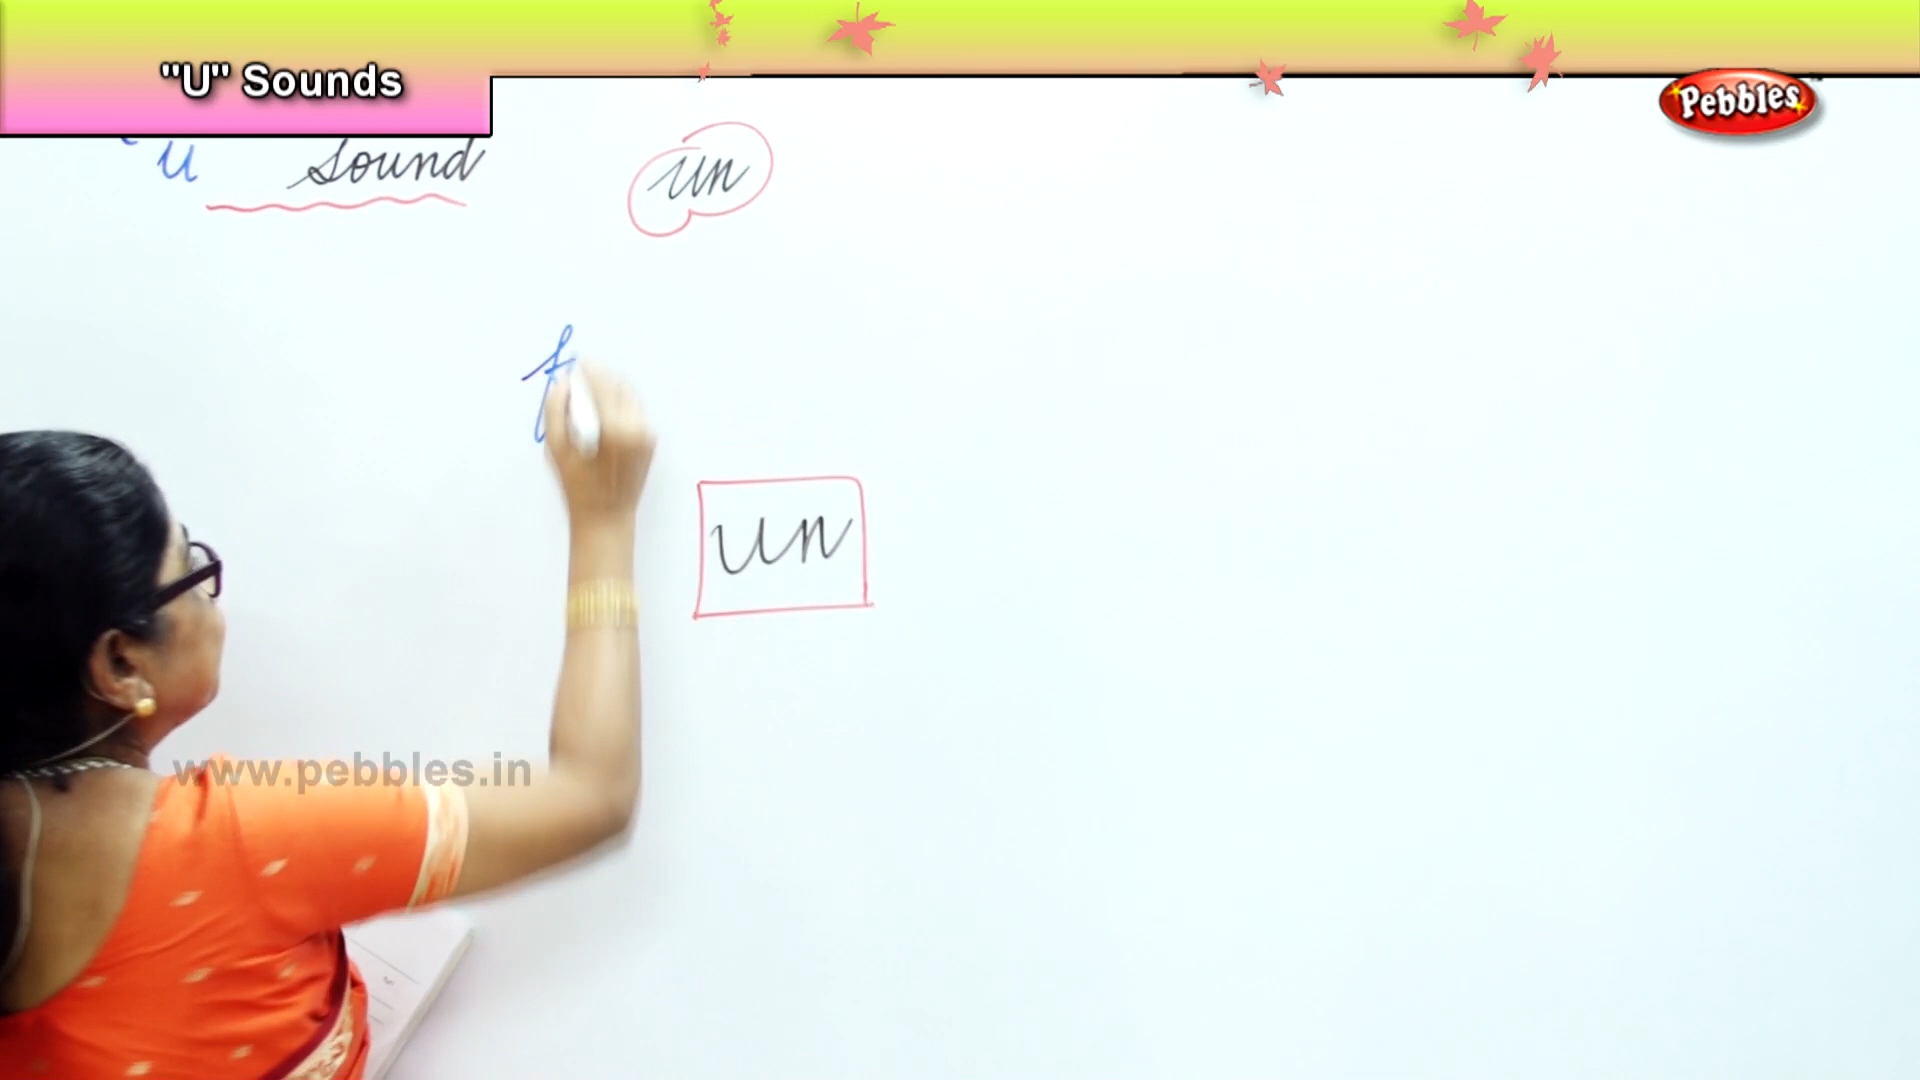 "U" Sounds
Pebbles
u sound
un
f
un
www.pebbles.in